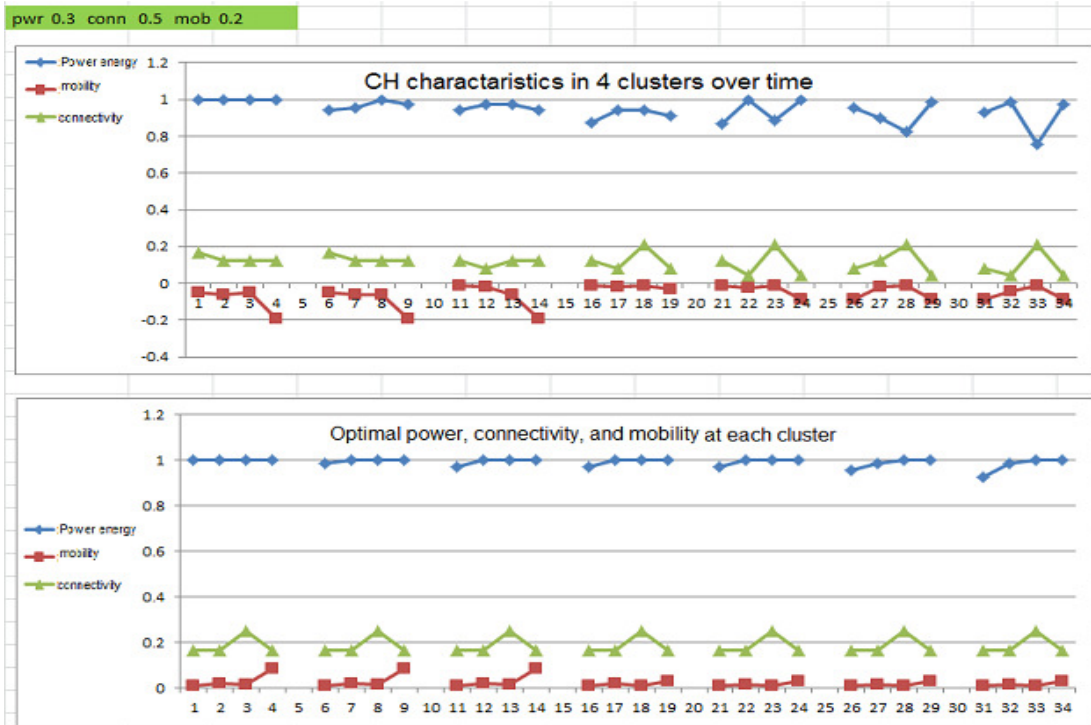 pwr 0.3 conn 0.5 mob 0.2
Power energy
mobility
connectivity
CH charactaristics in 4 clusters over time
1.2
1
0.8
0.6
0.4
0.2
0
-0.2
-0.4
1 2 3 4 5 6 7 8 9 10 11 12 13 14 15 16 17 18 19 20 21 22 23 24 25 26 27 28 29 30 31 32 33 34
Optimal power, connectivity, and mobility at each cluster
1.2
1
0.8
0.6
0.4
0.2
0
Power energy
mobility
connectivity
1 2 3 4 5 6 7 8 9 10 11 12 13 14 15 16 17 18 19 20 21 22 23 24 25 26 27 28 29 30 31 32 33 34